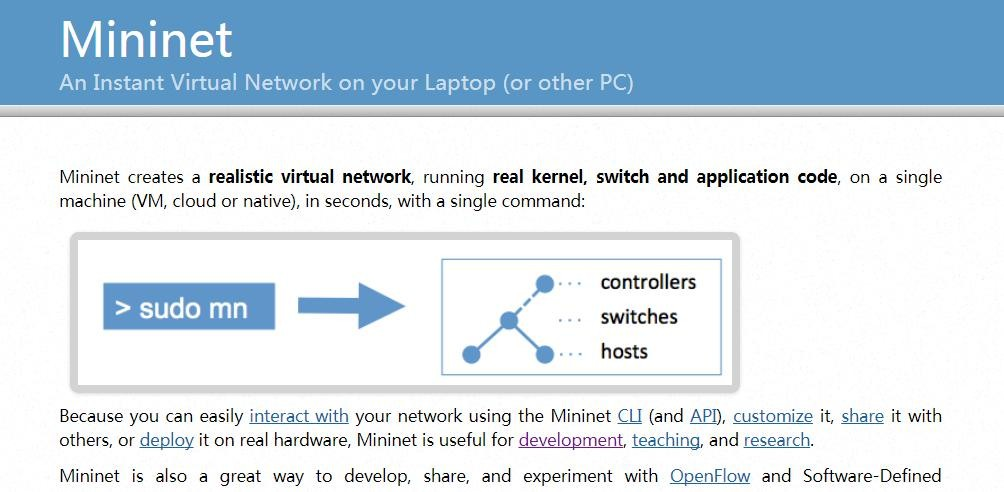 Mininet
An Instant Virtual Network on your Laptop (or other PC)
Mininet creates a realistic virtual network, running real kernel, switch and application code, on a single
machine (VM, cloud or native), in seconds, with a single command:
> sudo mn
controllers
switches
hosts
Because you can easily interact with your network using the Mininet CLI (and API), customize it, share it with
others, or deploy it on real hardware, Mininet is useful for development, teaching, and research.
Mininet is also a great way to develop, share, and experiment with OpenFlow and Software-Defined